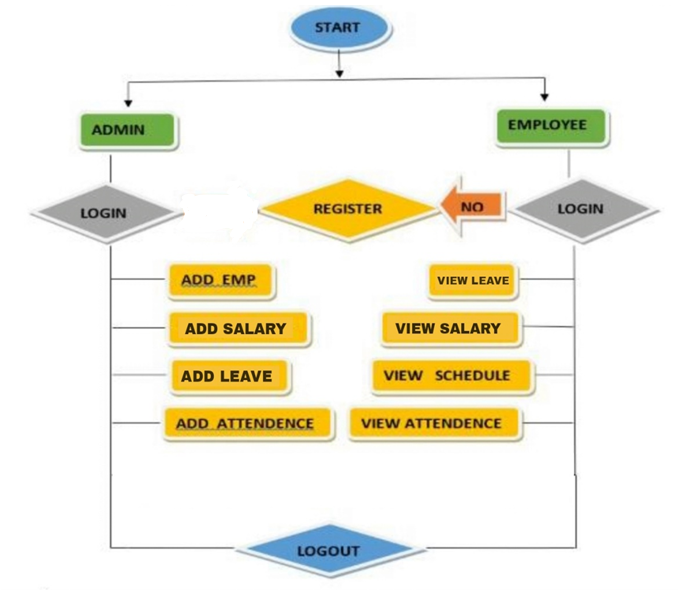 START
ADMIN
EMPLOYEE
LOGIN
REGISTER
NO
LOGIN
ADD EMP
VIEW LEAVE
ADD SALARY
VIEW SALARY
ADD LEAVE
VIEW SCHEDULE
ADD ATTENDENCE
VIEW ATTENDENCE
LOGOUT